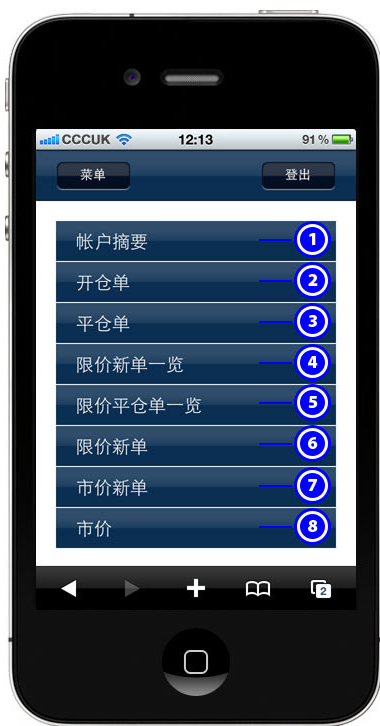 CCCUK 12:13 91%
菜单 登出
帐户摘要 1
开仓单 2
平仓单 3
限价新单一览 4
限价平仓单一览 5
限价新单 6
市价新单 7
市价 8
2